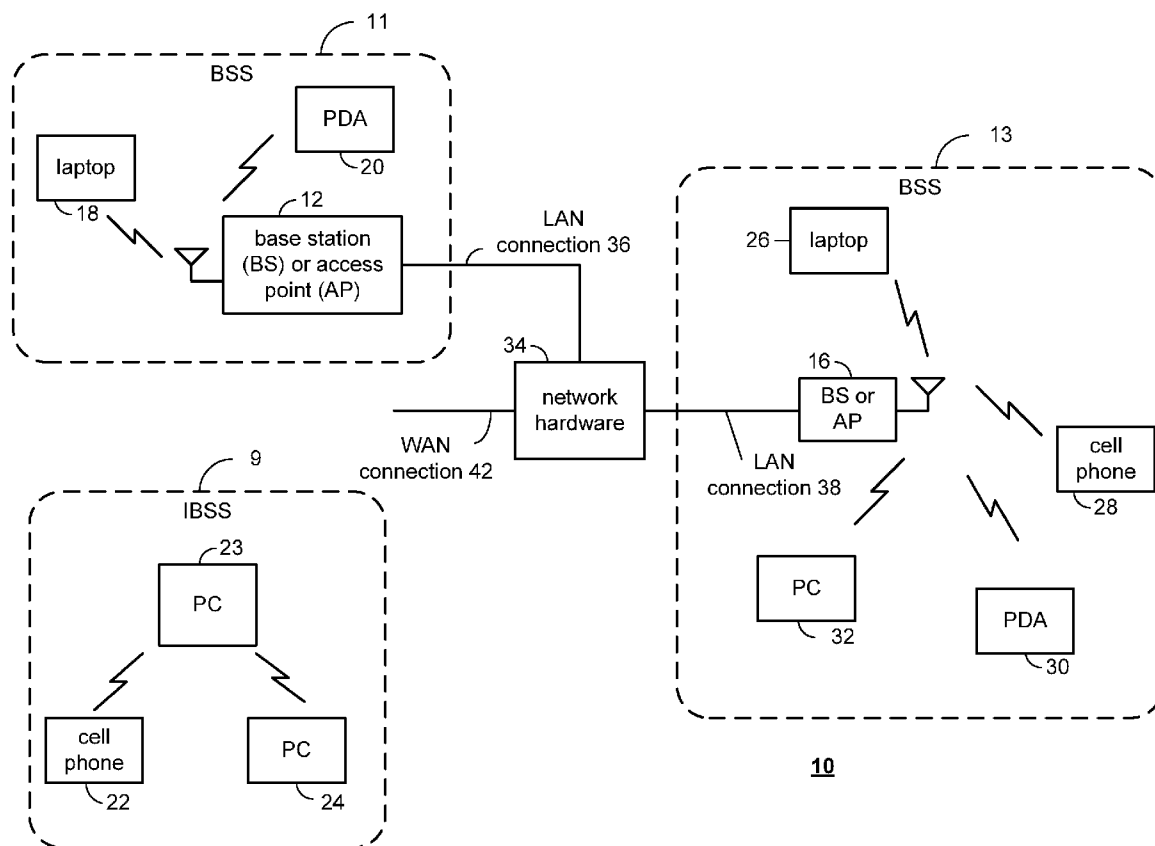 11
BSS
PDA
20
laptop
18
12
base station
(BS) or access
point (AP)
LAN
connection 36
13
BSS
26
laptop
34
network
hardware
16
BS or
AP
WAN
connection 42
LAN
connection 38
cell
phone
28
PC
32
PDA
30
9
IBSS
23
PC
cell
phone
22
PC
24
10